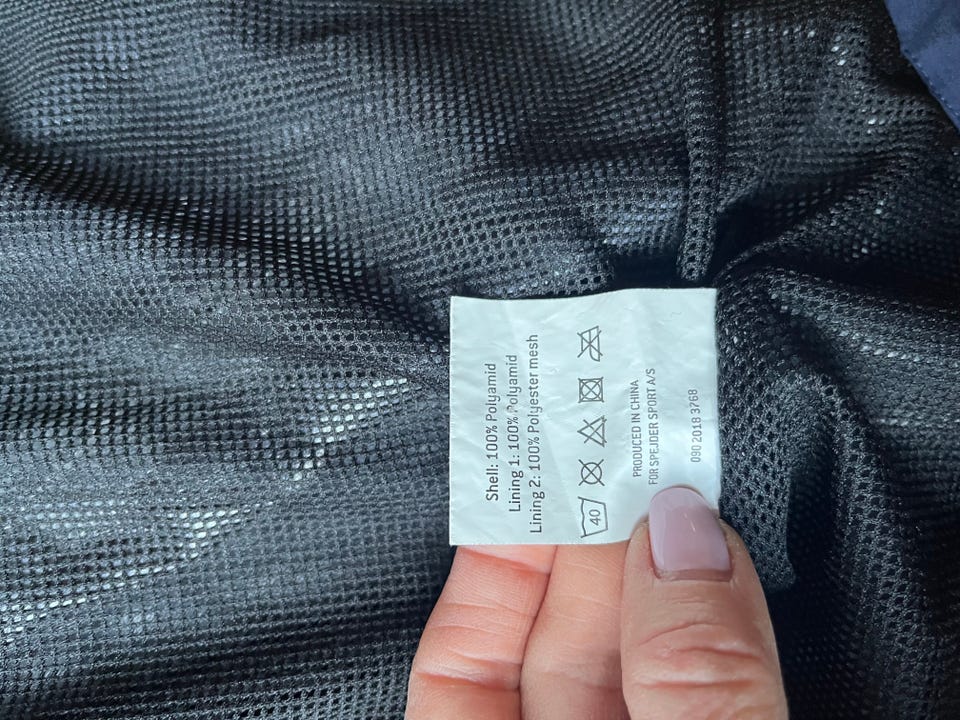 Shell: 100% Polyamid
Lining 1: 100% Polyamid
Lining 2: 100% Polyester mesh
40
PRODUCED IN CHINA
FOR SPEJDER SPORT A/S
090 2018 3768